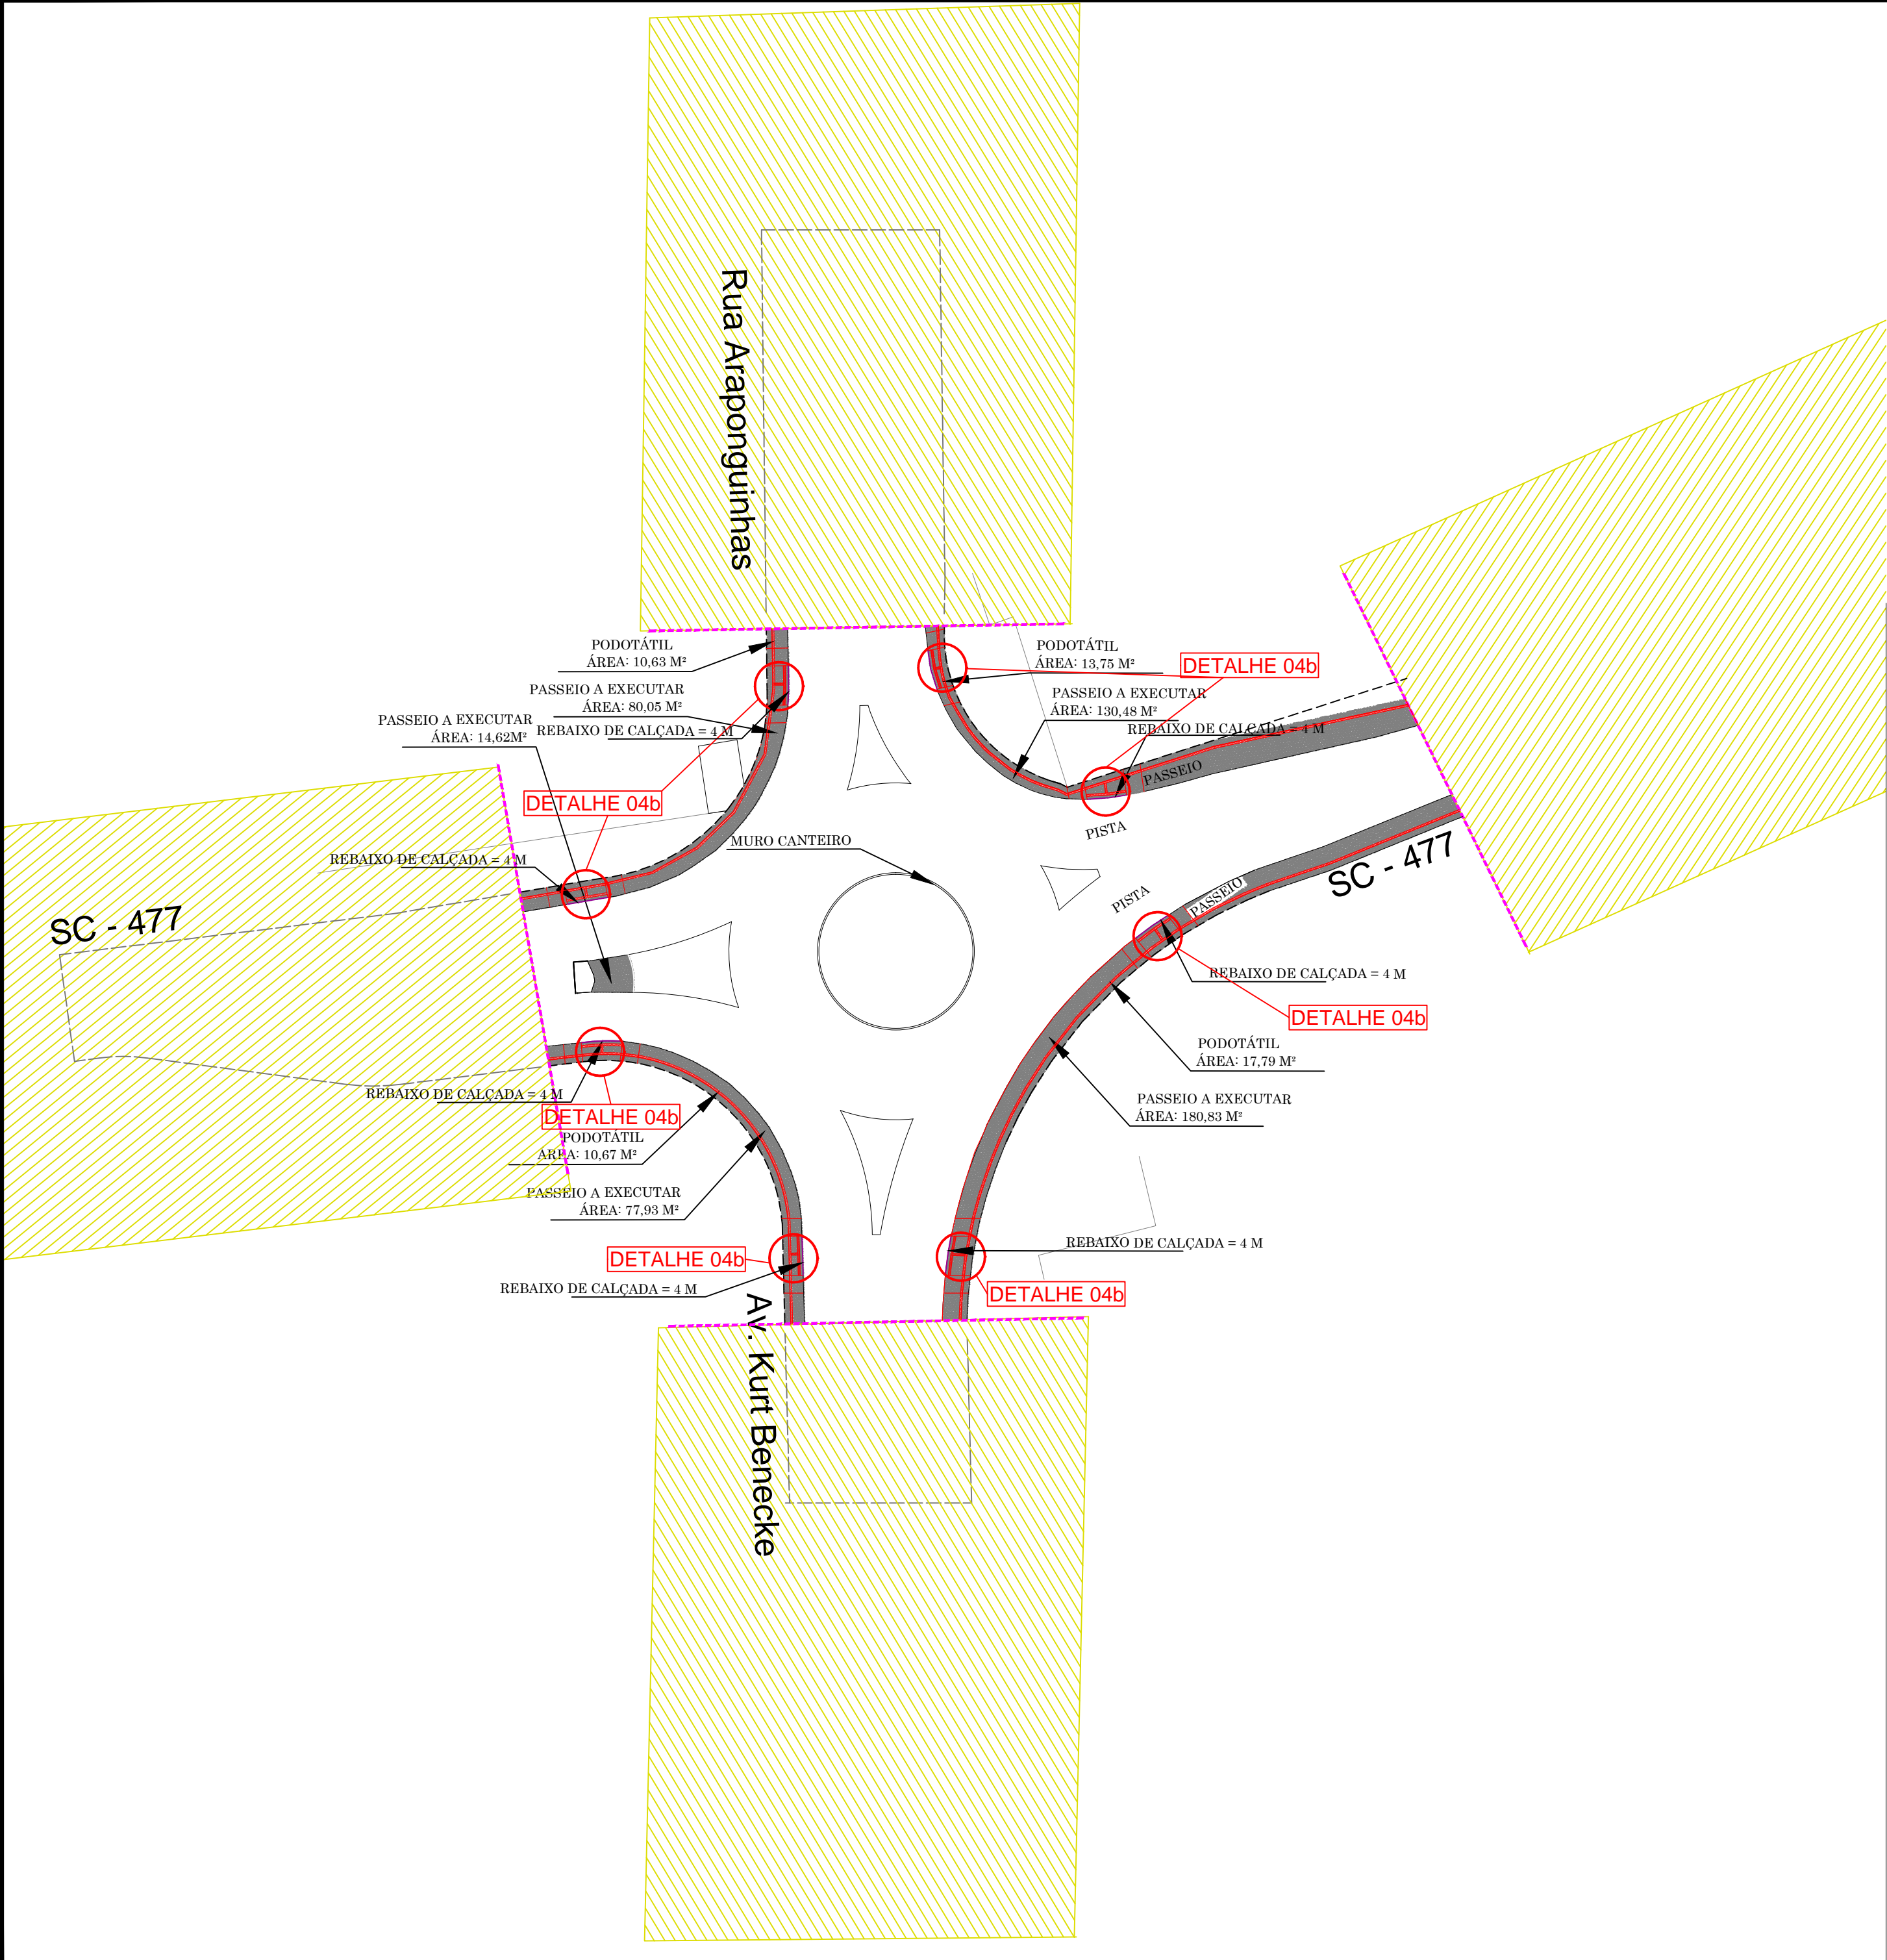 Rua Araponguinhas
PODOTÁTIL
ÁREA: 10,63 M²
PODOTÁTIL
ÁREA: 13,75 M²
DETALHE 04b
PASSEIO A EXECUTAR
ÁREA: 80,05 M²
PASSEIO A EXECUTAR
ÁREA: 130,48 M²
PASSEIO A EXECUTAR
ÁREA: 14,62M²
REBAIXO DE CALÇADA = 4 M
REBAIXO DE CALÇADA = 4 M
PASSEIO
DETALHE 04b
PISTA
MURO CANTEIRO
REBAIXO DE CALÇADA = 4 M
SC - 477
SC - 477
PISTA
PASSEIO
REBAIXO DE CALÇADA = 4 M
DETALHE 04b
PODOTÁTIL
ÁREA: 17,79 M²
REBAIXO DE CALÇADA = 4 M
DETALHE 04b
PASSEIO A EXECUTAR
ÁREA: 180,83 M²
PODOTÁTIL
ÁREA: 10,67 M²
PASSEIO A EXECUTAR
ÁREA: 77,93 M²
REBAIXO DE CALÇADA = 4 M
DETALHE 04b
REBAIXO DE CALÇADA = 4 M
DETALHE 04b
Av. Kurt Benecke